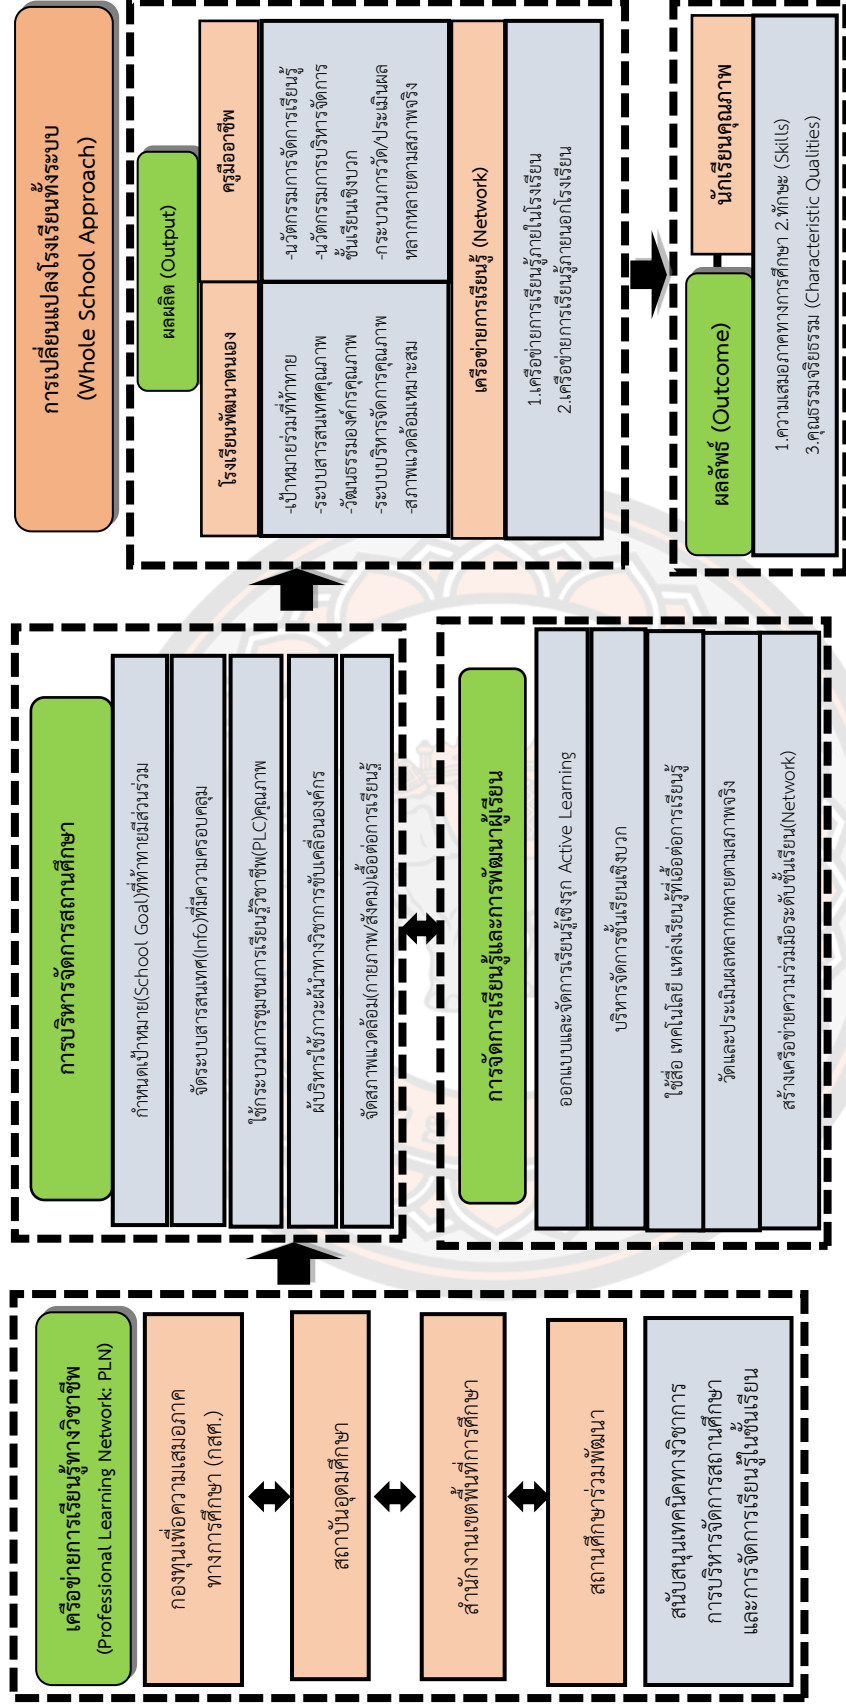 เครือข่ายการเรียนรู้ทางวิชาชีพ
(Professional Learning Network: PLN)
กองทุนเพื่อความเสมอภาค
ทางการศึกษา (กสศ.)
สถาบันอุดมศึกษา
สำนักงานเขตพื้นที่การศึกษา
สถานศึกษาร่วมพัฒนา
สนับสนุนเทคนิคทางวิชาการ
การบริหารจัดการสถานศึกษา
และการจัดการเรียนรู้ในชั้นเรียน
การบริหารจัดการสถานศึกษา
กำหนดเป้าหมาย(School Goal)ที่ท้าทายมีส่วนร่วม
จัดระบบสารสนเทศ(Info)ที่มีความครอบคลุม
ใช้กระบวนการชุมชนการเรียนรู้วิชาชีพ(PLC)คุณภาพ
ผู้บริหารใช้ภาวะผู้นำทางวิชาการขับเคลื่อนองค์กร
จัดสภาพแวดล้อม(กายภาพ/สังคม)เอื้อต่อการเรียนรู้
การจัดการเรียนรู้และการพัฒนาผู้เรียน
ออกแบบและจัดการเรียนรู้เชิงรุก Active Learning
บริหารจัดการชั้นเรียนเชิงบวก
ใช้สื่อ เทคโนโลยี แหล่งเรียนรู้ที่เอื้อต่อการเรียนรู้
วัดและประเมินผลหลากหลายตามสภาพจริง
สร้างเครือข่ายความร่วมมือระดับชั้นเรียน(Network)
การเปลี่ยนแปลงโรงเรียนทั้งระบบ
(Whole School Approach)
ผลผลิต (Output)
โรงเรียนพัฒนาตนเอง
-เป้าหมายร่วมที่ท้าทาย
-ระบบสารสนเทศคุณภาพ
-วัฒนธรรมองค์กรคุณภาพ
-ระบบบริหารจัดการคุณภาพ
-สภาพแวดล้อมเหมาะสม
ครูมืออาชีพ
-นวัตกรรมการจัดการเรียนรู้
-นวัตกรรมการบริหารจัดการ
ชั้นเรียนเชิงบวก
-กระบวนการวัด/ประเมินผล
หลากหลายตามสภาพจริง
เครือข่ายการเรียนรู้ (Network)
1.เครือข่ายการเรียนรู้ภายในโรงเรียน
2.เครือข่ายการเรียนรู้ภายนอกโรงเรียน
ผลลัพธ์ (Outcome)
นักเรียนคุณภาพ
1.ความเสมอภาคทางการศึกษา 2.ทักษะ (Skills)
3.คุณธรรมจริยธรรม (Characteristic Qualities)